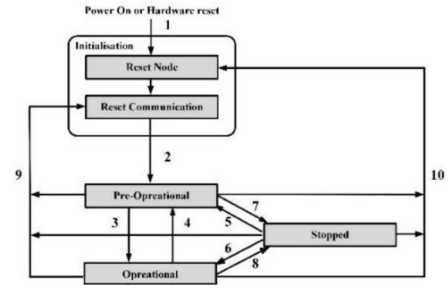 Power On or Hardware reset
1
Initialisation
Reset Node
Reset Communication
9
2
10
Pre-Opreational
7
3
4
5
Stopped
6
Opreational
8